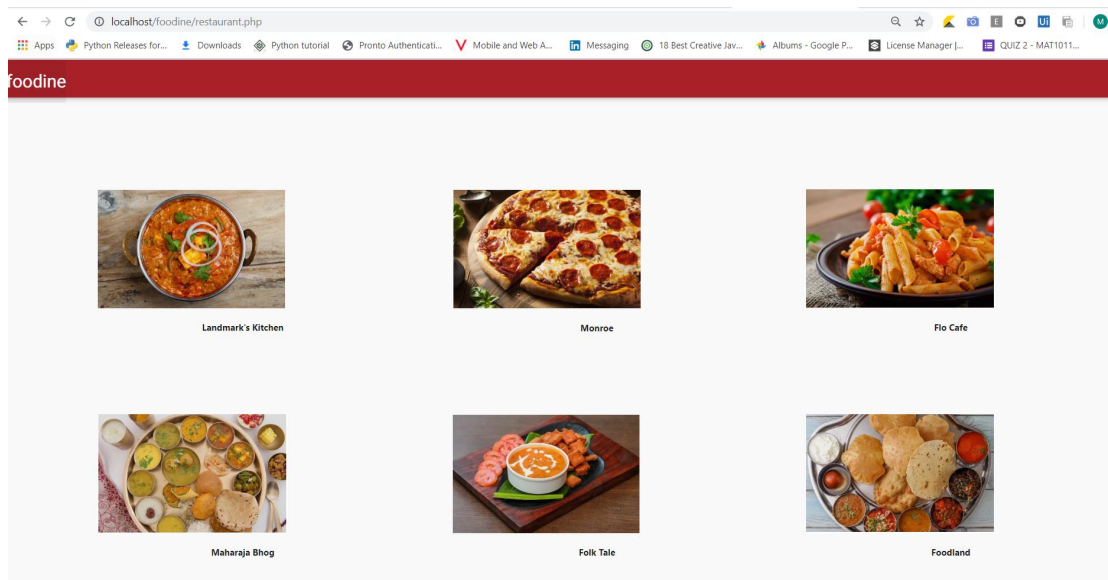 localhost/foodine/restaurant.php
M
Apps Python Releases for... Downloads Python tutorial Pronto Authenticati... Mobile and Web A... Messaging 18 Best Creative Jav... Albums - Google P... License Manager |... QUIZ 2 - MAT1011...
foodine
Landmark's Kitchen Monroe Flo Cafe
Maharaja Bhog Folk Tale Foodland